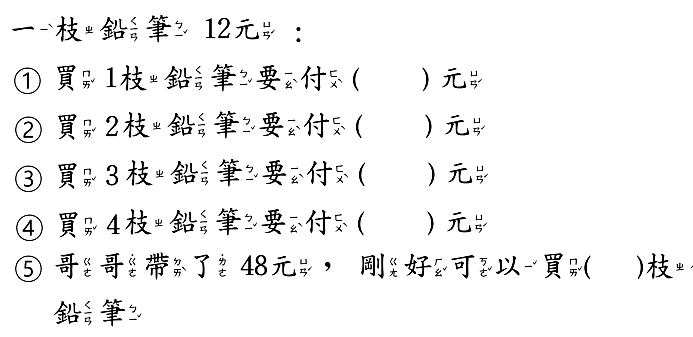 一枝鉛筆 12元：
① 買 1枝鉛筆要付（　　）元
② 買 2枝鉛筆要付（　　）元
③ 買 3枝鉛筆要付（　　）元
④ 買 4枝鉛筆要付（　　）元
⑤ 哥哥帶了 48元， 剛好可以買（　　）枝
鉛筆